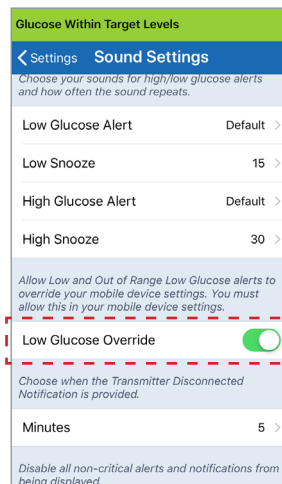 Glucose Within Target Levels
Settings Sound Settings
Choose your sounds for high/low glucose alerts
and how often the sound repeats.
Low Glucose Alert Default
Low Snooze 15
High Glucose Alert Default
High Snooze 30
Allow Low and Out of Range Low Glucose alerts to
override your mobile device settings. You must
allow this in your mobile device settings.
Low Glucose Override
Choose when the Transmitter Disconnected
Notification is provided.
Minutes 5
Disable all non-critical alerts and notifications from
being displayed.